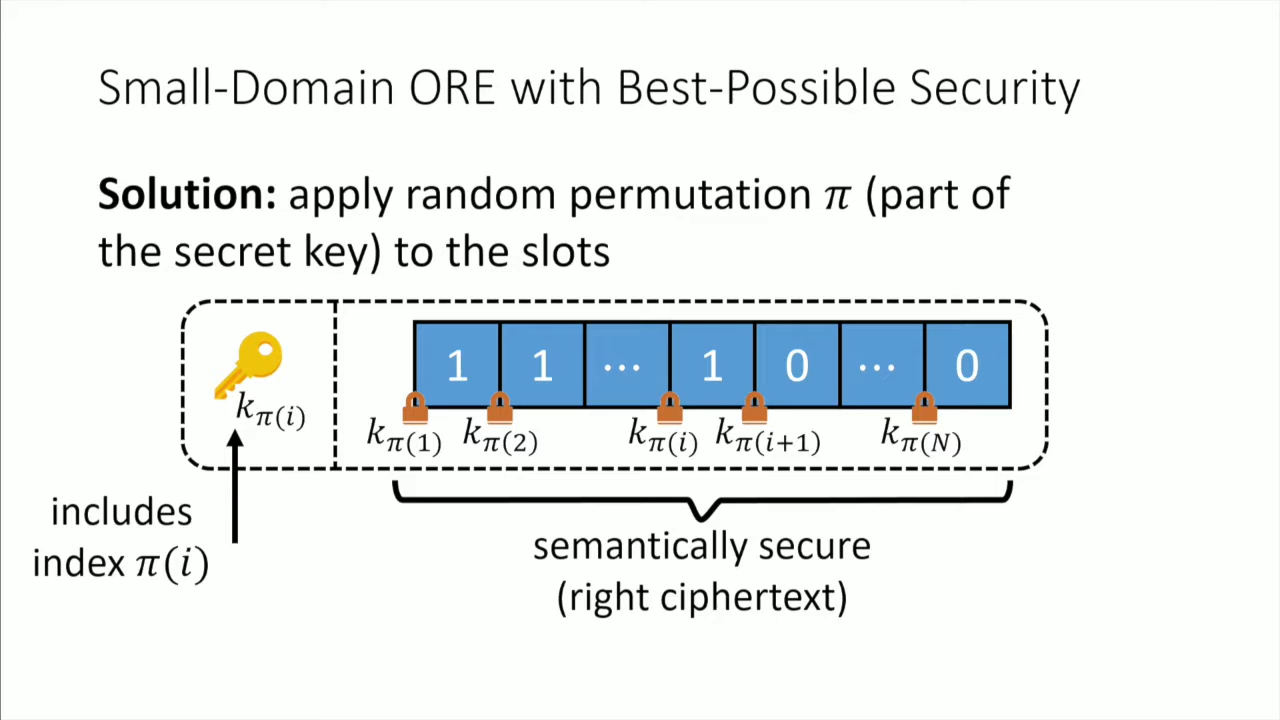 Small-Domain ORE with Best-Possible Security
Solution: apply random permutation π (part of
the secret key) to the slots
1 1 ⋯ 1 0 ⋯ 0
k_π(i)
k_π(1) k_π(2) k_π(i) k_π(i+1) k_π(N)
includes
index π(i)
semantically secure
(right ciphertext)